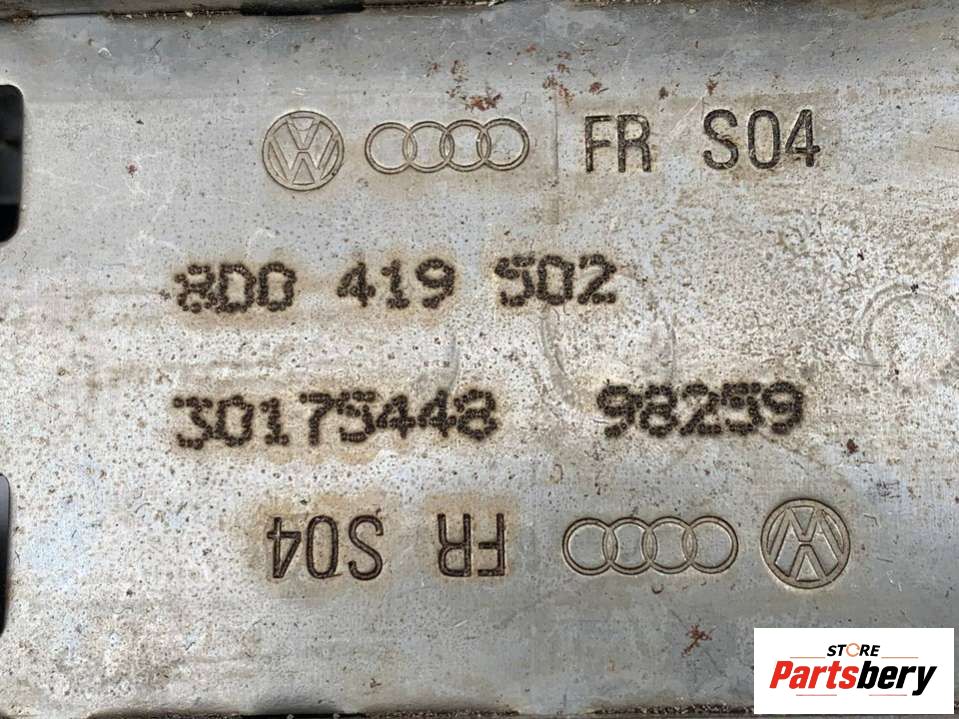 FR S04
8D0 419 502
30175448 98259
FR S04
STORE
Partsbery